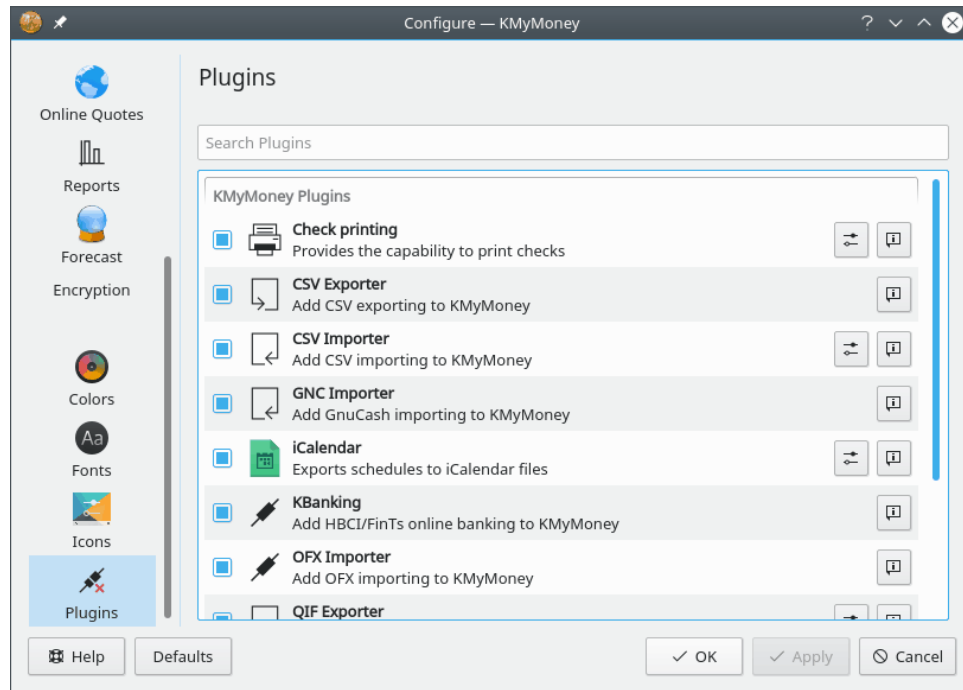 Configure — KMyMoney
Online Quotes
Reports
Forecast
Encryption
Colors
Aa
Fonts
Icons
Plugins
Plugins
Search Plugins
KMyMoney Plugins
Check printing
Provides the capability to print checks
CSV Exporter
Add CSV exporting to KMyMoney
CSV Importer
Add CSV importing to KMyMoney
GNC Importer
Add GnuCash importing to KMyMoney
iCalendar
Exports schedules to iCalendar files
KBanking
Add HBCI/FinTs online banking to KMyMoney
OFX Importer
Add OFX importing to KMyMoney
QIF Exporter
Help
Defaults
OK
Apply
Cancel